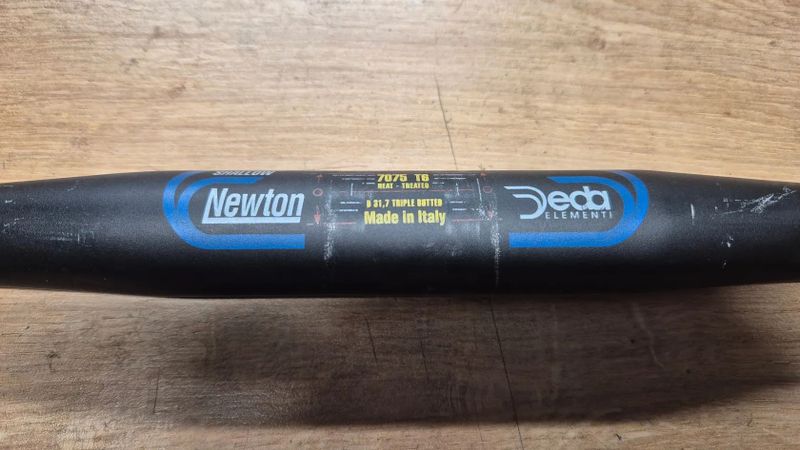 SHALLOW
Newton
7075 T6
HEAT - TREATED
D 31,7 TRIPLE BUTTED
Made in Italy
Deda
ELEMENTI